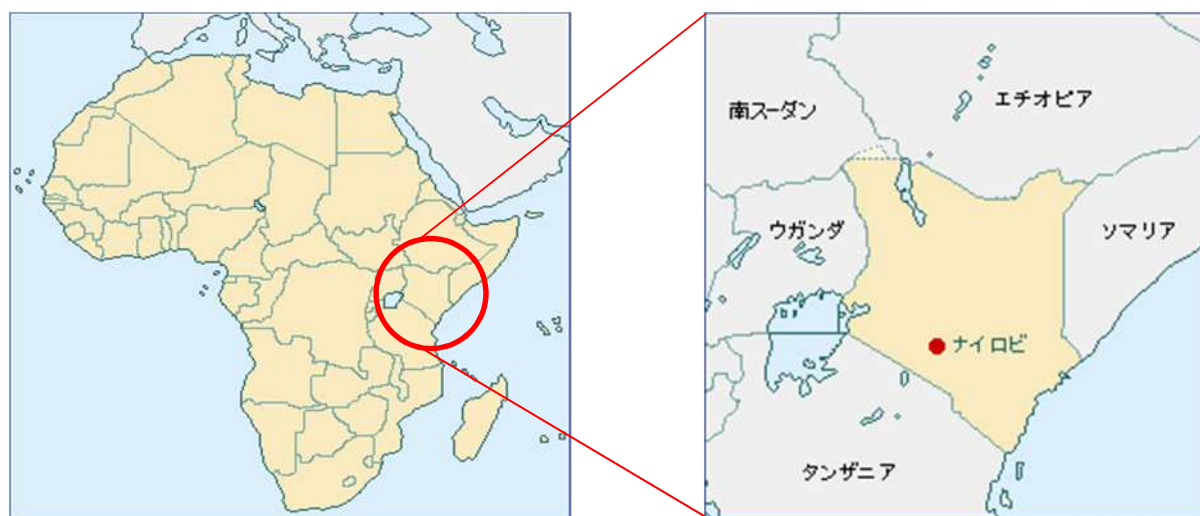 南スーダン
エチオピア
ウガンダ
ソマリア
ナイロビ
タンザニア